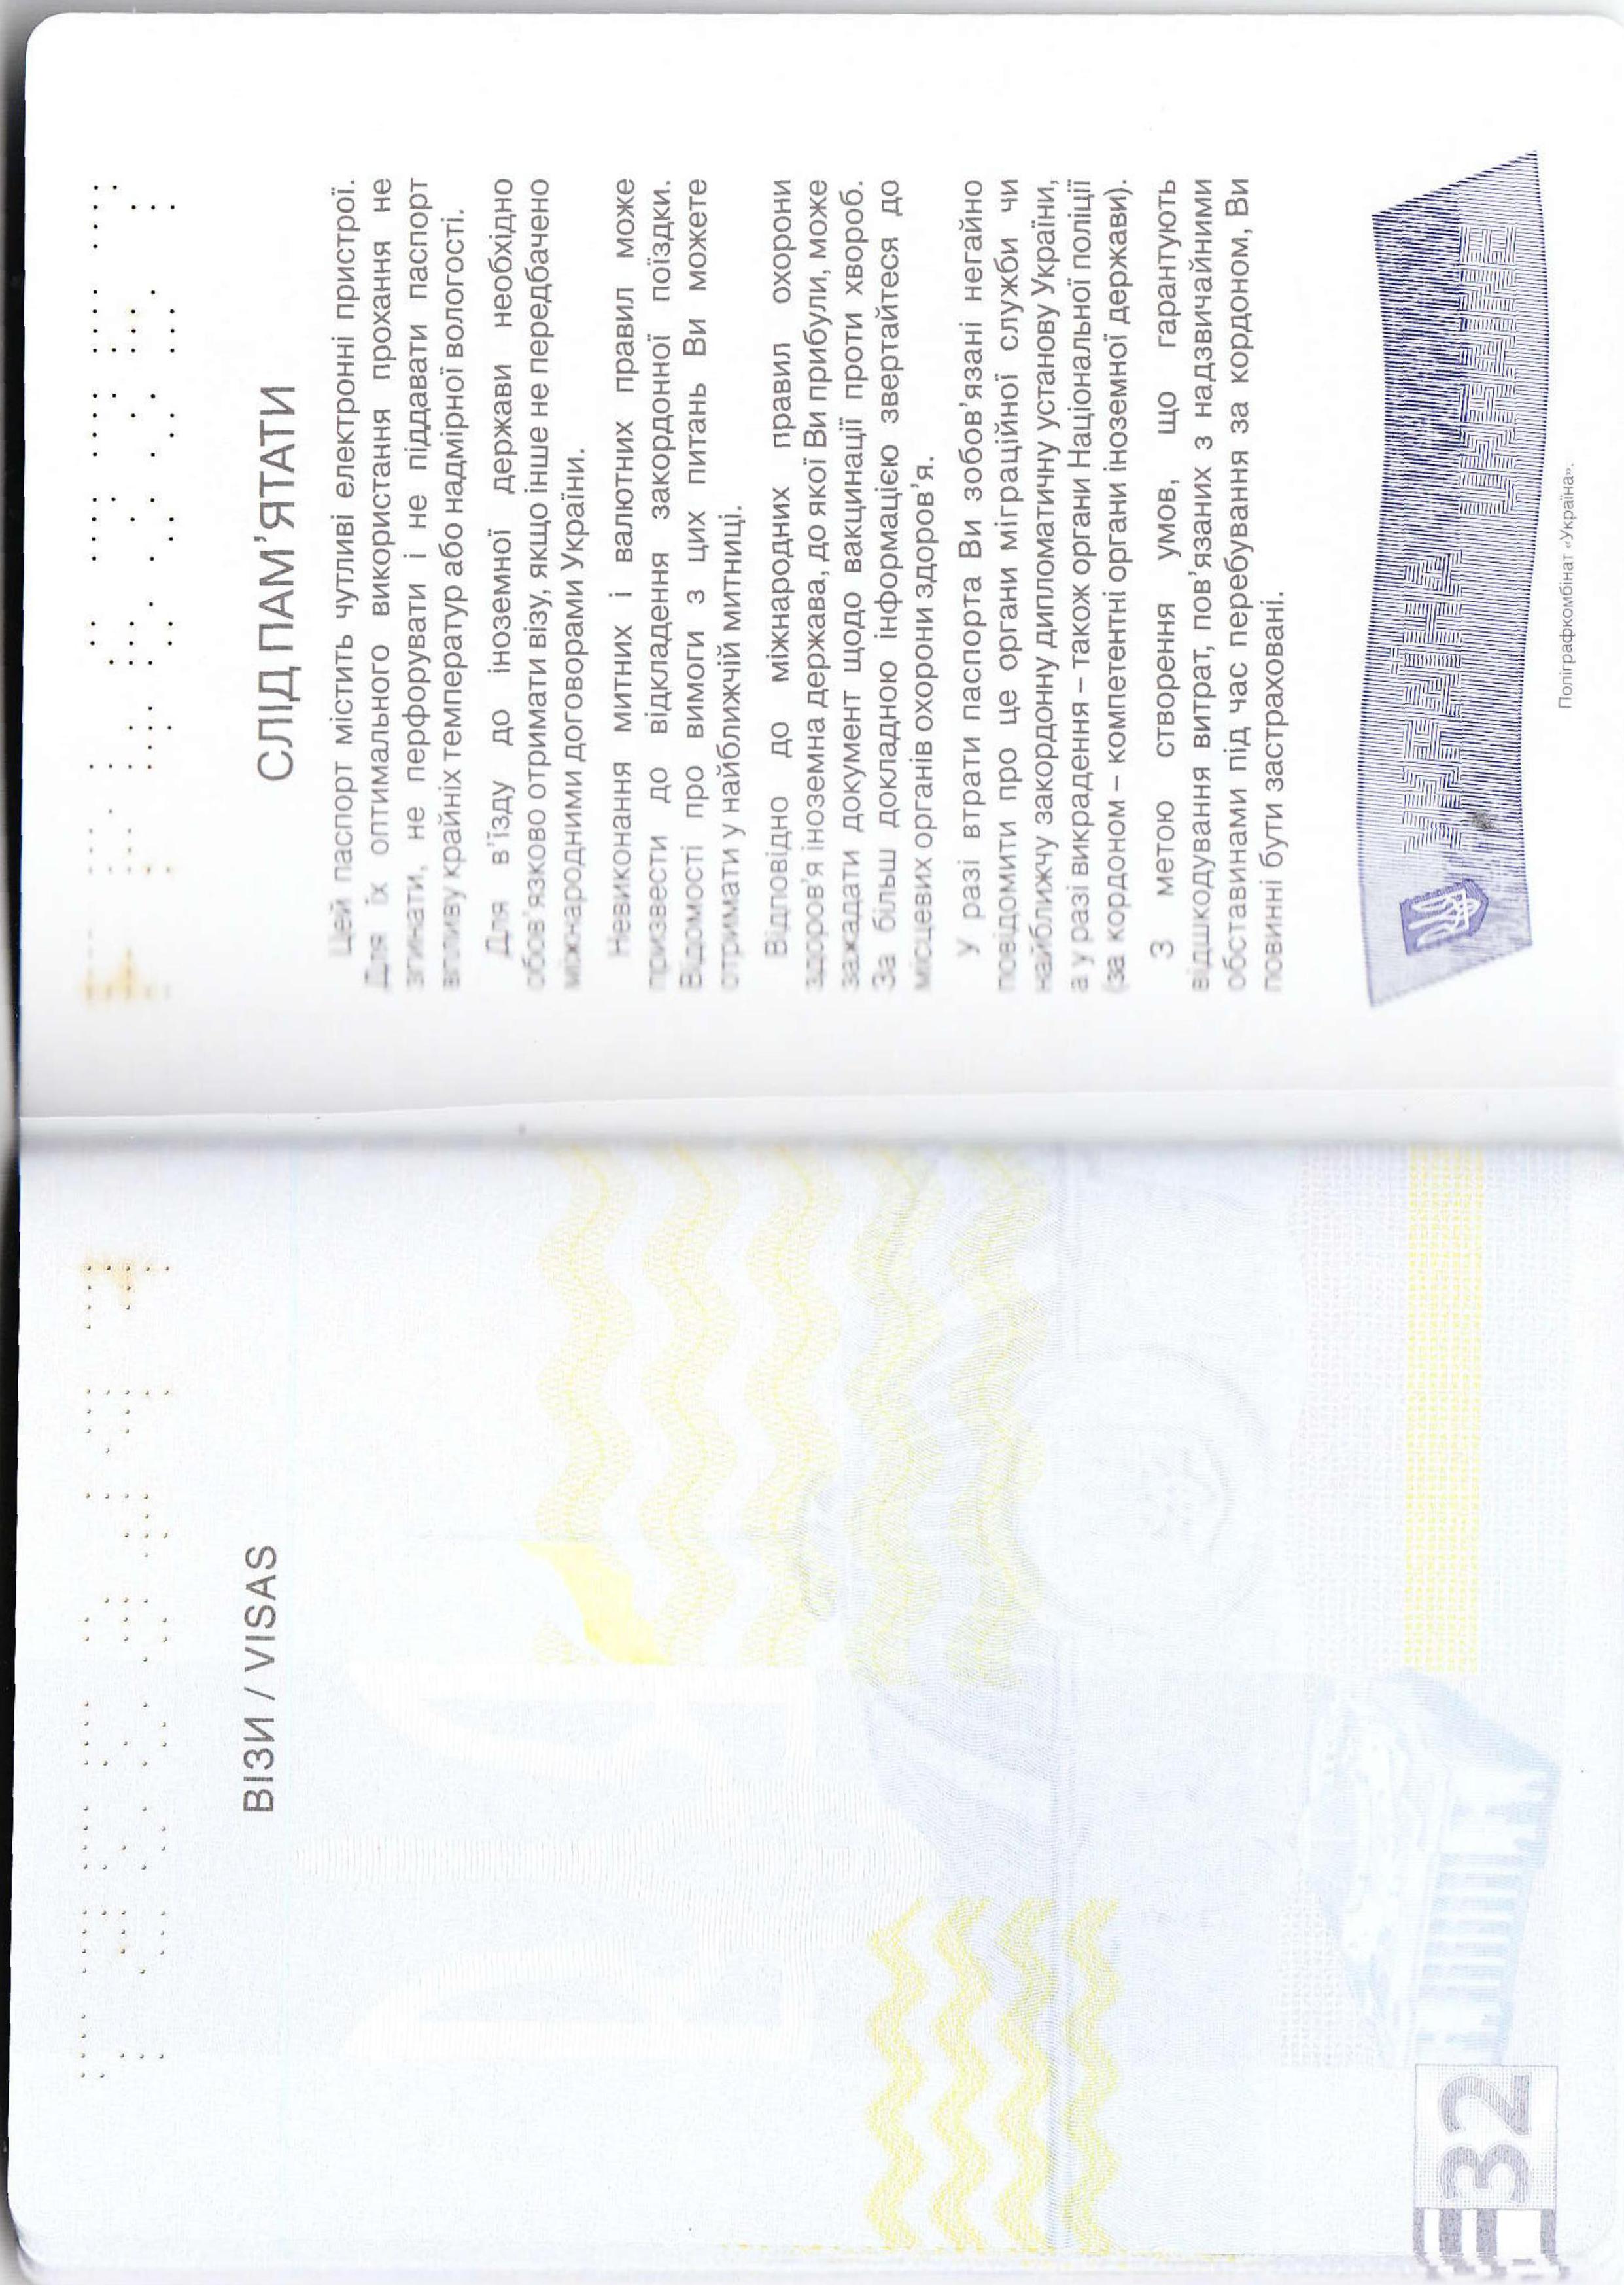 ВІЗИ / VISAS
32
СЛІД ПАМ'ЯТАТИ
Цей паспорт містить чутливі електронні пристрої.
Для їх оптимального використання прохання не
згинати, не перфорувати і не піддавати паспорт
впливу крайніх температур або надмірної вологості.
Для в'їзду до іноземної держави необхідно
обов'язково отримати візу, якщо інше не передбачено
міжнародними договорами України.
Невиконання митних і валютних правил може
призвести до відкладення закордонної поїздки.
Відомості про вимоги з цих питань Ви можете
отримати у найближчій митниці.
Відповідно до міжнародних правил охорони
здоров'я іноземна держава, до якої Ви прибули, може
зажадати документ щодо вакцинації проти хвороб.
За більш докладною інформацією звертайтеся до
місцевих органів охорони здоров'я.
У разі втрати паспорта Ви зобов'язані негайно
повідомити про це органи міграційної служби чи
найближчу закордонну дипломатичну установу України,
а у разі викрадення – також органи Національної поліції
(за кордоном – компетентні органи іноземної держави).
З метою створення умов, що гарантують
відшкодування витрат, пов'язаних з надзвичайними
обставинами під час перебування за кордоном, Ви
повинні бути застраховані.
УКРАЇНА UKRAINE
Поліграфкомбінат «Україна».